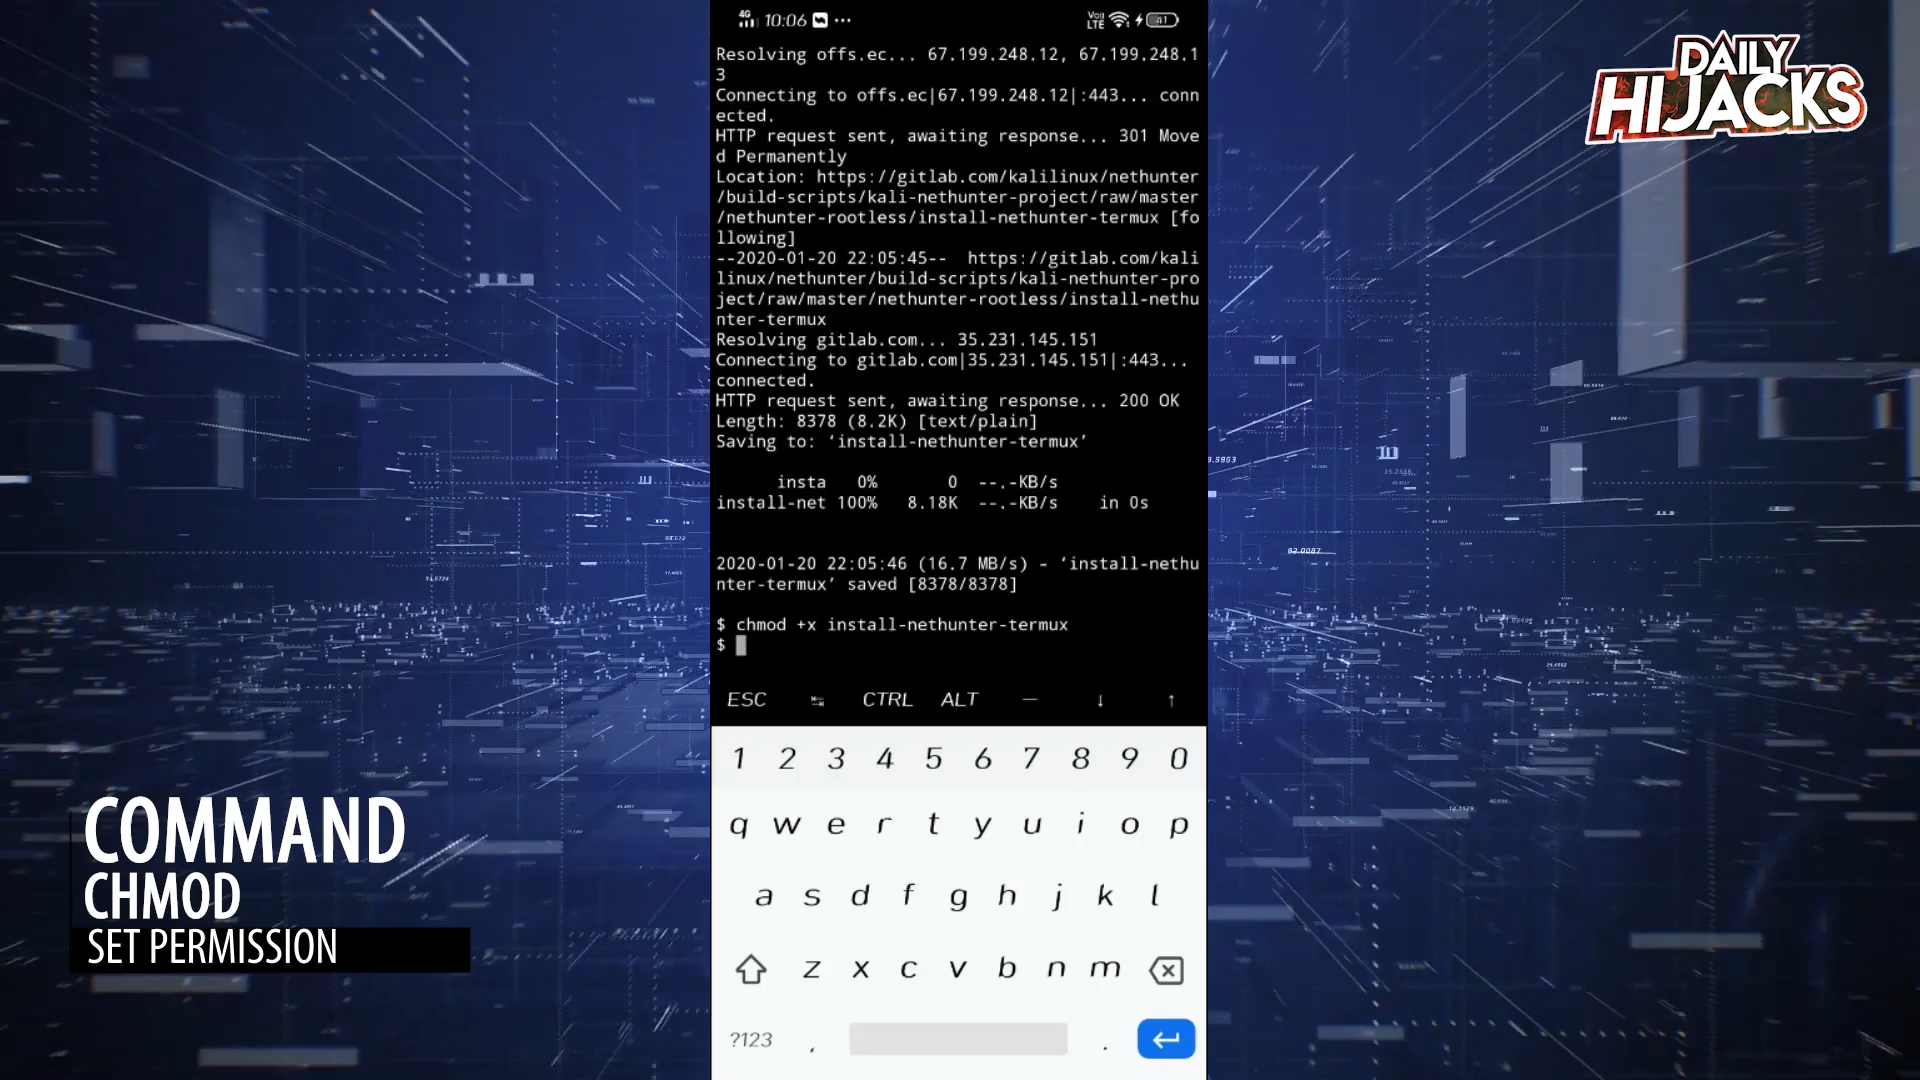 4G 10:06 ··· Voo LTE 41
DAILY
HIJACKS
Resolving offs.ec... 67.199.248.12, 67.199.248.1
3
Connecting to offs.ec|67.199.248.12|:443... conn
ected.
HTTP request sent, awaiting response... 301 Move
d Permanently
Location: https://gitlab.com/kalilinux/nethunter
/build-scripts/kali-nethunter-project/raw/master
/nethunter-rootless/install-nethunter-termux [fo
llowing]
--2020-01-20 22:05:45--  https://gitlab.com/kali
linux/nethunter/build-scripts/kali-nethunter-pro
ject/raw/master/nethunter-rootless/install-nethu
nter-termux
Resolving gitlab.com... 35.231.145.151
Connecting to gitlab.com|35.231.145.151|:443...
connected.
HTTP request sent, awaiting response... 200 OK
Length: 8378 (8.2K) [text/plain]
Saving to: ‘install-nethunter-termux’
insta 0% 0 --.-KB/s
install-net 100% 8.18K --.-KB/s in 0s
2020-01-20 22:05:46 (16.7 MB/s) - ‘install-nethu
nter-termux’ saved [8378/8378]
$ chmod +x install-nethunter-termux
$
ESC ↹ CTRL ALT — ↓ ↑
1 2 3 4 5 6 7 8 9 0
q w e r t y u i o p
a s d f g h j k l
z x c v b n m
?123 , .
COMMAND
CHMOD
SET PERMISSION